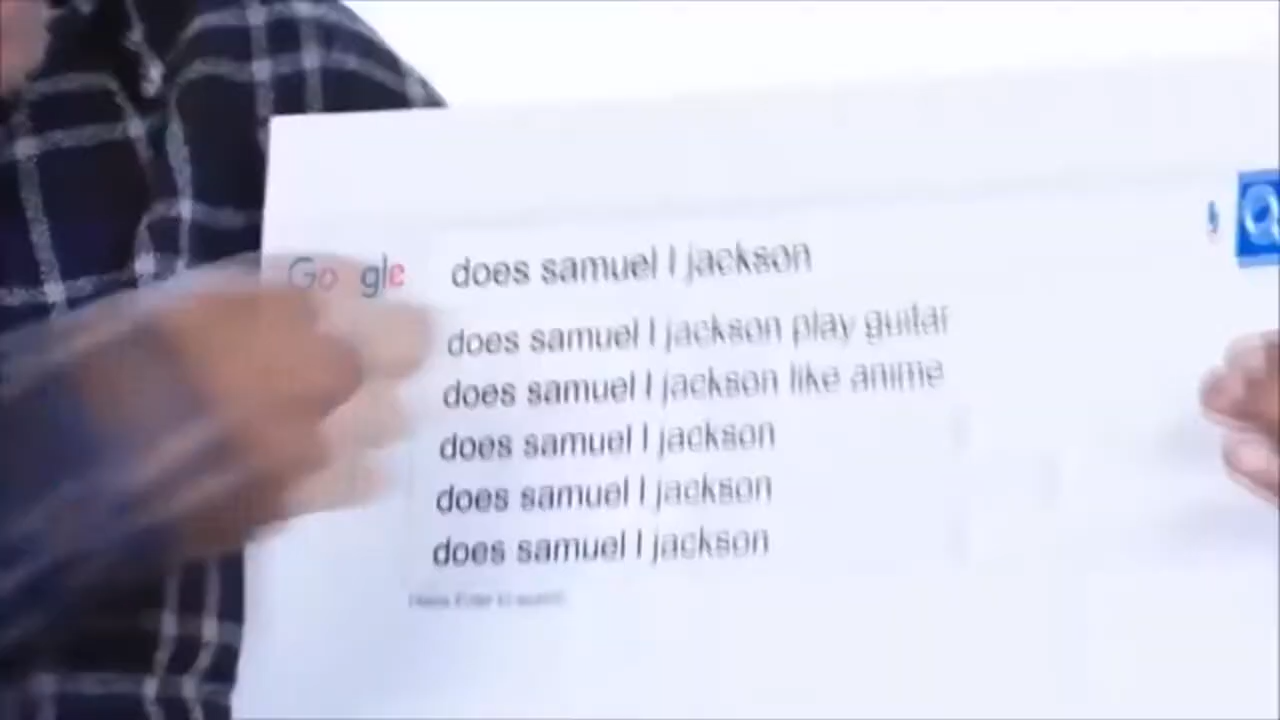 Google does samuel l jackson
does samuel l jackson play guitar
does samuel l jackson like anime
does samuel l jackson
does samuel l jackson
does samuel l jackson